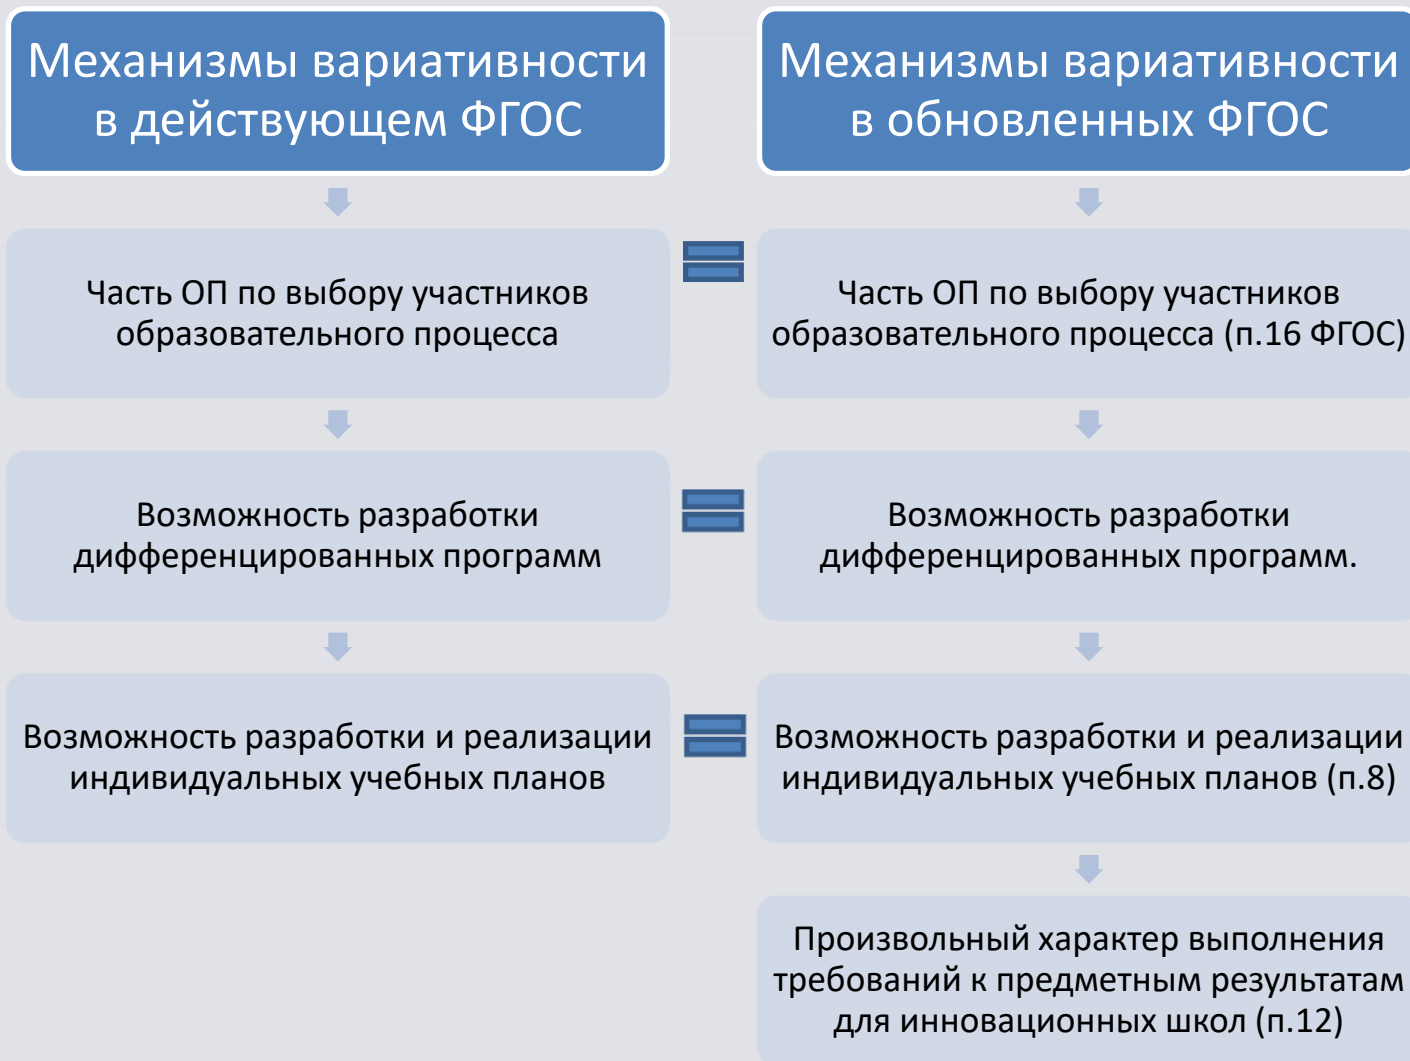 Механизмы вариативности
в действующем ФГОС
Часть ОП по выбору участников
образовательного процесса
Возможность разработки
дифференцированных программ
Возможность разработки и реализации
индивидуальных учебных планов
Механизмы вариативности
в обновленных ФГОС
Часть ОП по выбору участников
образовательного процесса (п.16 ФГОС)
Возможность разработки
дифференцированных программ.
Возможность разработки и реализации
индивидуальных учебных планов (п.8)
Произвольный характер выполнения
требований к предметным результатам
для инновационных школ (п.12)